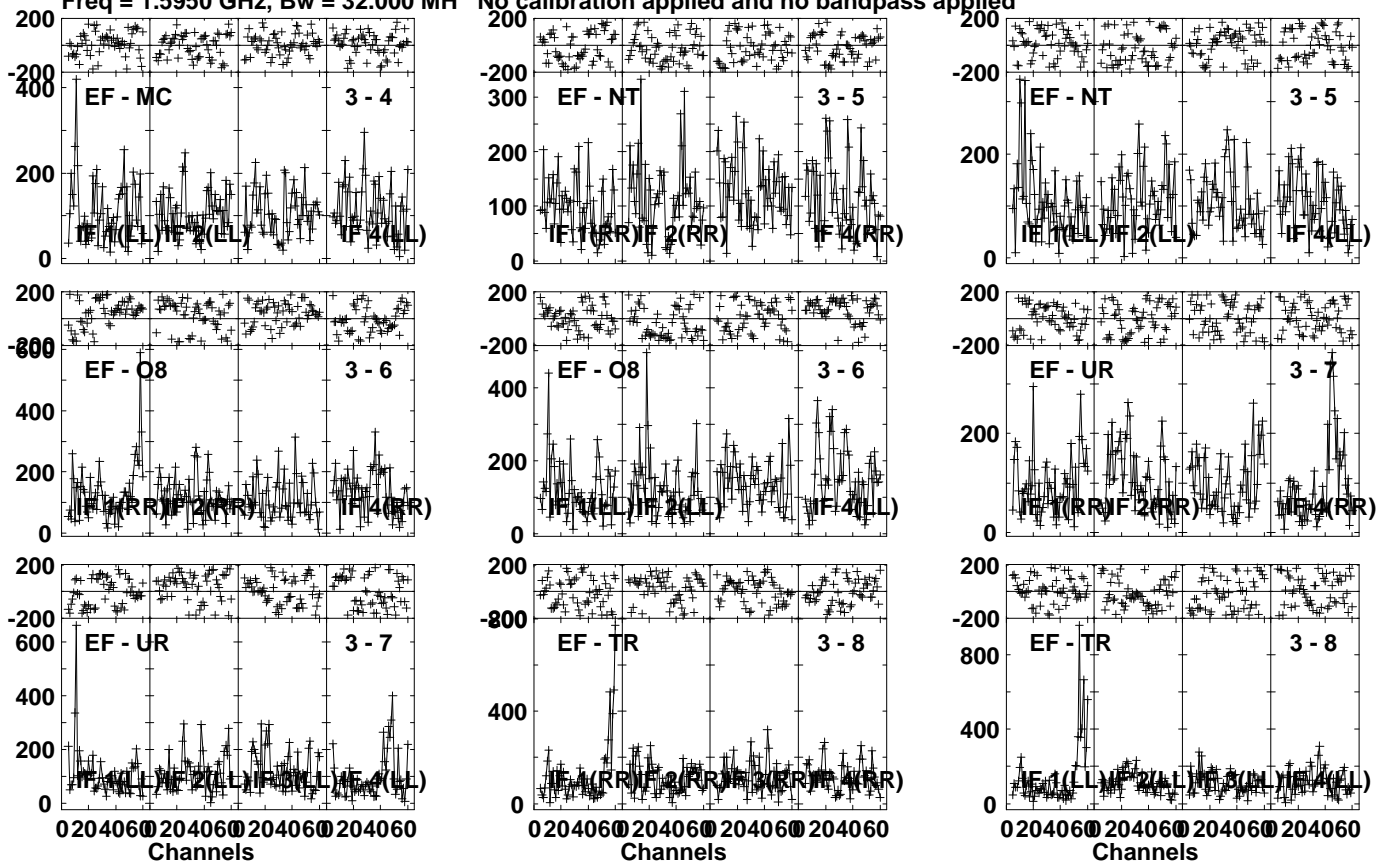 Freq = 1.5950 GHz, Bw = 32.000 MH No calibration applied and no bandpass applied
200 200 200
-200 -200 -200
400 EF - MC 3 - 4 300 EF - NT 3 - 5 EF - NT 3 - 5
200 200 200
100
IF 1(LL) IF 2(LL) IF 4(LL) IF 1(RR) IF 2(RR) IF 4(RR) IF 1(LL) IF 2(LL) IF 4(LL)
0 0 0
200 200 200
-200 -200 -200
600 EF - O8 3 - 6 EF - O8 3 - 6 EF - UR 3 - 7
400 400
200 200 200
IF 1(RR) IF 2(RR) IF 4(RR) IF 1(LL) IF 2(LL) IF 4(LL) IF 1(RR) IF 2(RR) IF 4(RR)
0 0 0
200 200 200
-200 -200 -200
600 EF - UR 3 - 7 800 EF - TR 3 - 8 800 EF - TR 3 - 8
400 400 400
200
IF 1(LL) IF 2(LL) IF 3(LL) IF 4(LL) IF 1(RR) IF 2(RR) IF 3(RR) IF 4(RR) IF 1(LL) IF 2(LL) IF 3(LL) IF 4(LL)
0 0 0
0 20 40 60 0 20 40 60 0 20 40 60 0 20 40 60 0 20 40 60 0 20 40 60 0 20 40 60 0 20 40 60 0 20 40 60 0 20 40 60 0 20 40 60 0 20 40 60
Channels Channels Channels